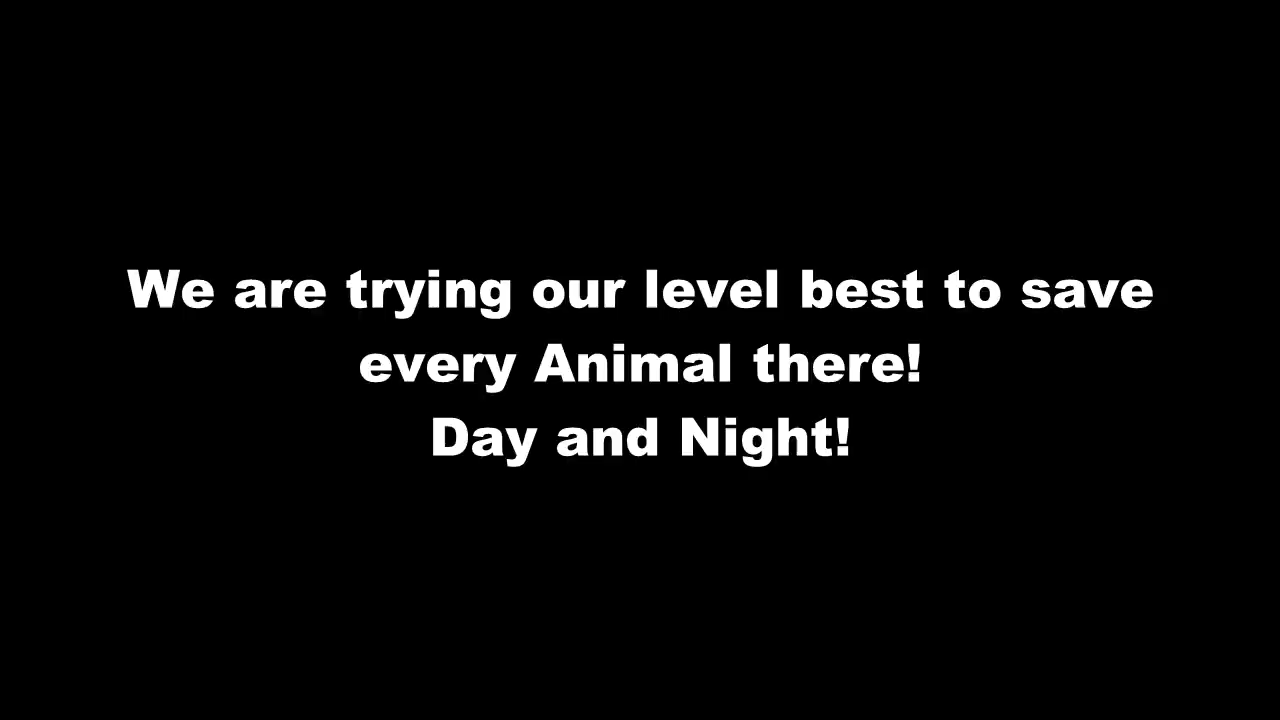 We are trying our level best to save
every Animal there!
Day and Night!